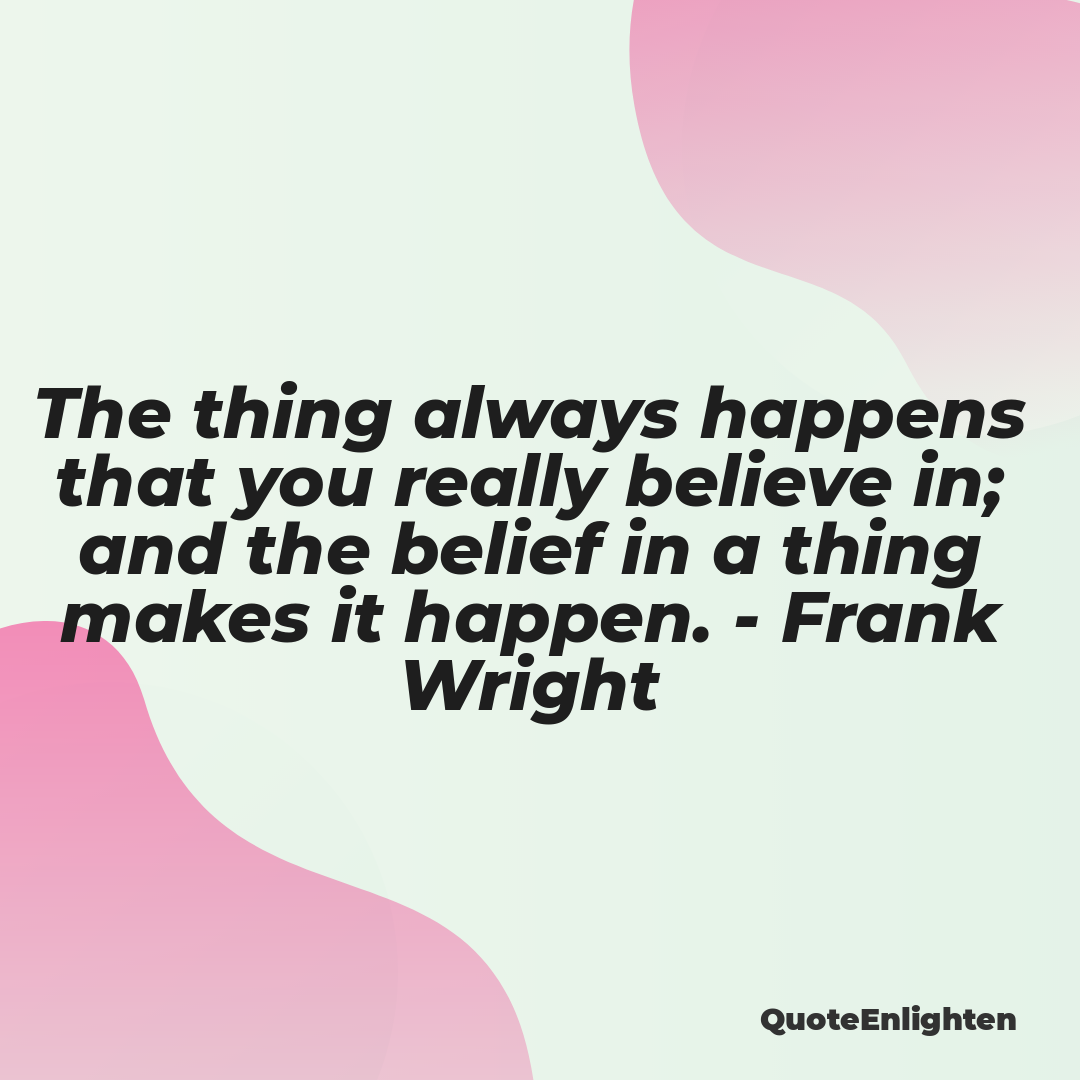 The thing always happens
that you really believe in;
and the belief in a thing
makes it happen. - Frank
Wright
QuoteEnlighten